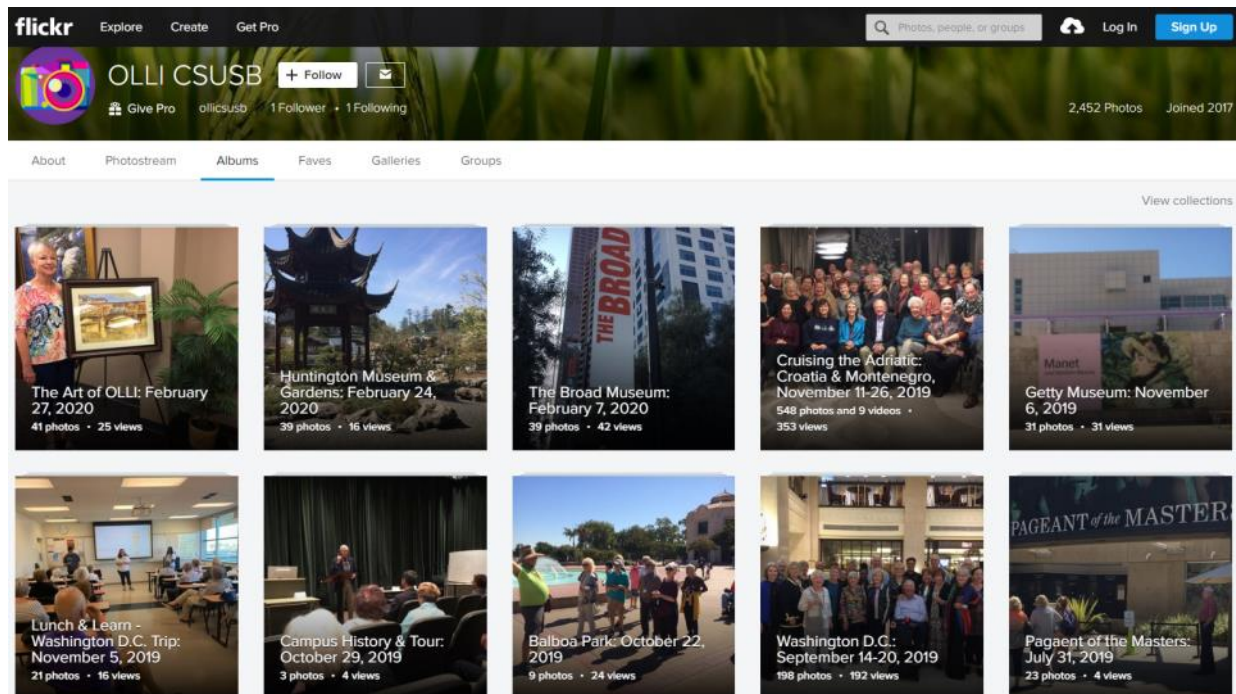 flickr Explore Create Get Pro Photos, people, or groups Log In Sign Up
OLLI CSUSB + Follow
Give Pro ollicsusb 1 Follower • 1 Following 2,452 Photos Joined 2017
About Photostream Albums Faves Galleries Groups
View collections
The Art of OLLI: February
27, 2020
41 photos • 25 views
Huntington Museum &
Gardens: February 24,
2020
39 photos • 16 views
THE BROAD
The Broad Museum:
February 7, 2020
39 photos • 42 views
Cruising the Adriatic:
Croatia & Montenegro,
November 11-26, 2019
548 photos and 9 videos •
353 views
Manet
Getty Museum: November
6, 2019
31 photos • 31 views
Lunch & Learn -
Washington D.C. Trip:
November 5, 2019
21 photos • 16 views
Campus History & Tour:
October 29, 2019
3 photos • 4 views
Balboa Park: October 22,
2019
9 photos • 24 views
Washington D.C.:
September 14-20, 2019
198 photos • 192 views
PAGEANT of the MASTERS
Pagaent of the Masters:
July 31, 2019
23 photos • 4 views